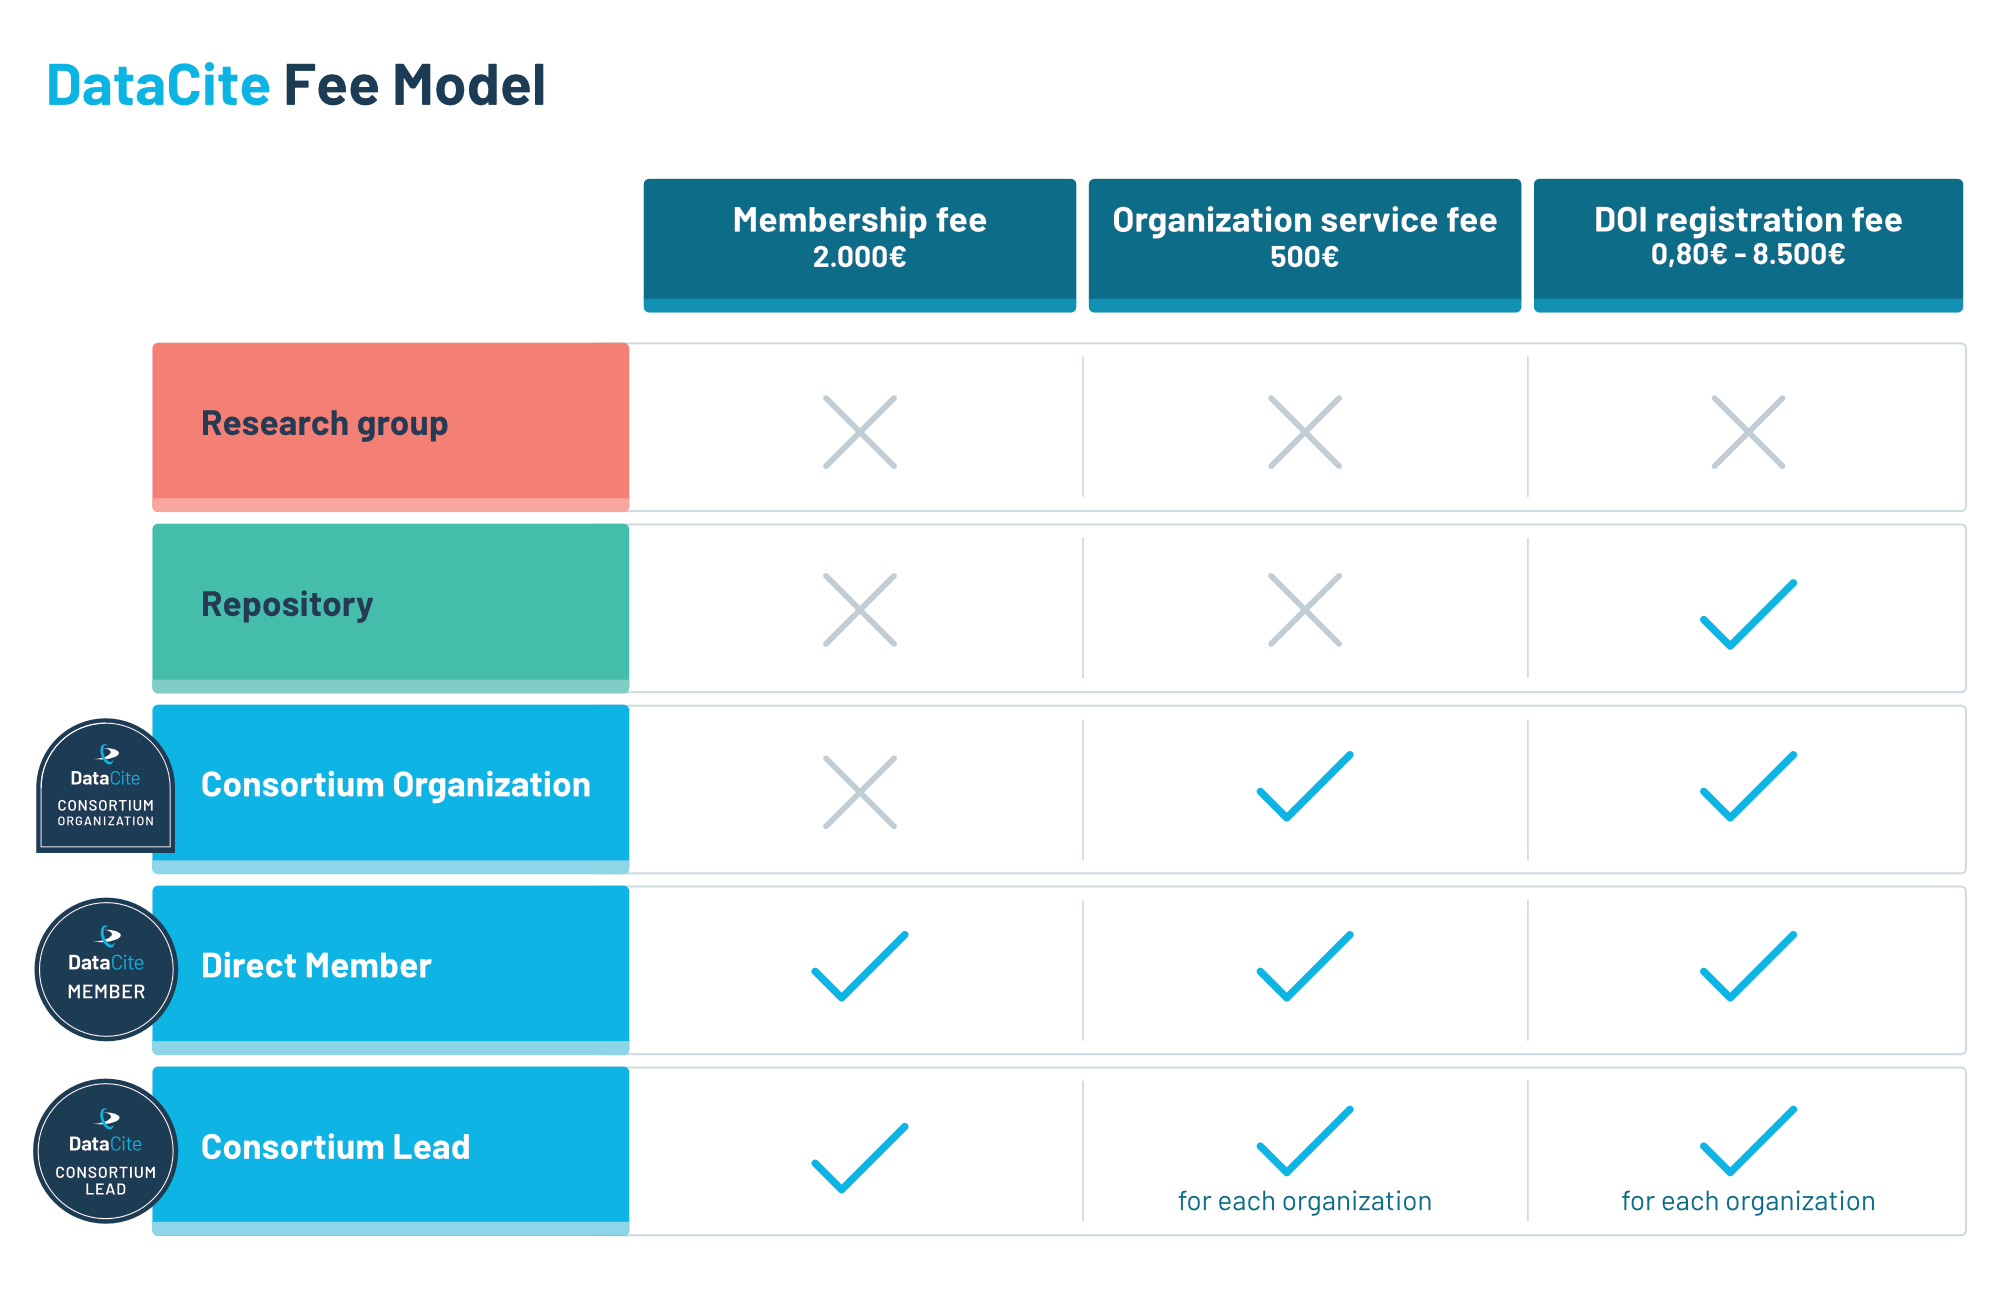 DataCite Fee Model
Membership fee
2.000€
Organization service fee
500€
DOI registration fee
0,80€ - 8.500€
Research group
Repository
DataCite
CONSORTIUM
ORGANIZATION
Consortium Organization
DataCite
MEMBER
Direct Member
DataCite
CONSORTIUM
LEAD
Consortium Lead
for each organization
for each organization